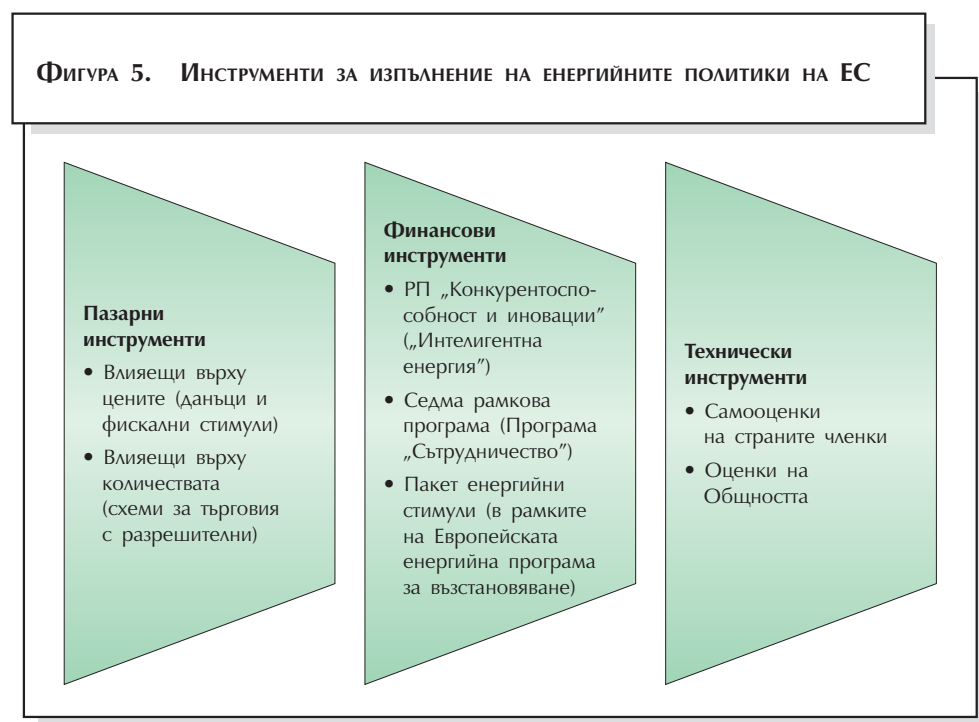 Фигура 5. Инструменти за изпълнение на енергийните политики на ЕС
Пазарни
инструменти
• Влияещи върху
цените (данъци и
фискални стимули)
• Влияещи върху
количествата
(схеми за търговия
с разрешителни)
Финансови
инструменти
• РП „Конкурентоспо-
собност и иновации”
(„Интелигентна
енергия”)
• Седма рамкова
програма (Програма
„Сътрудничество”)
• Пакет енергийни
стимули (в рамките
на Европейската
енергийна програма
за възстановяване)
Технически
инструменти
• Самооценки
на страните членки
• Оценки на
Общността